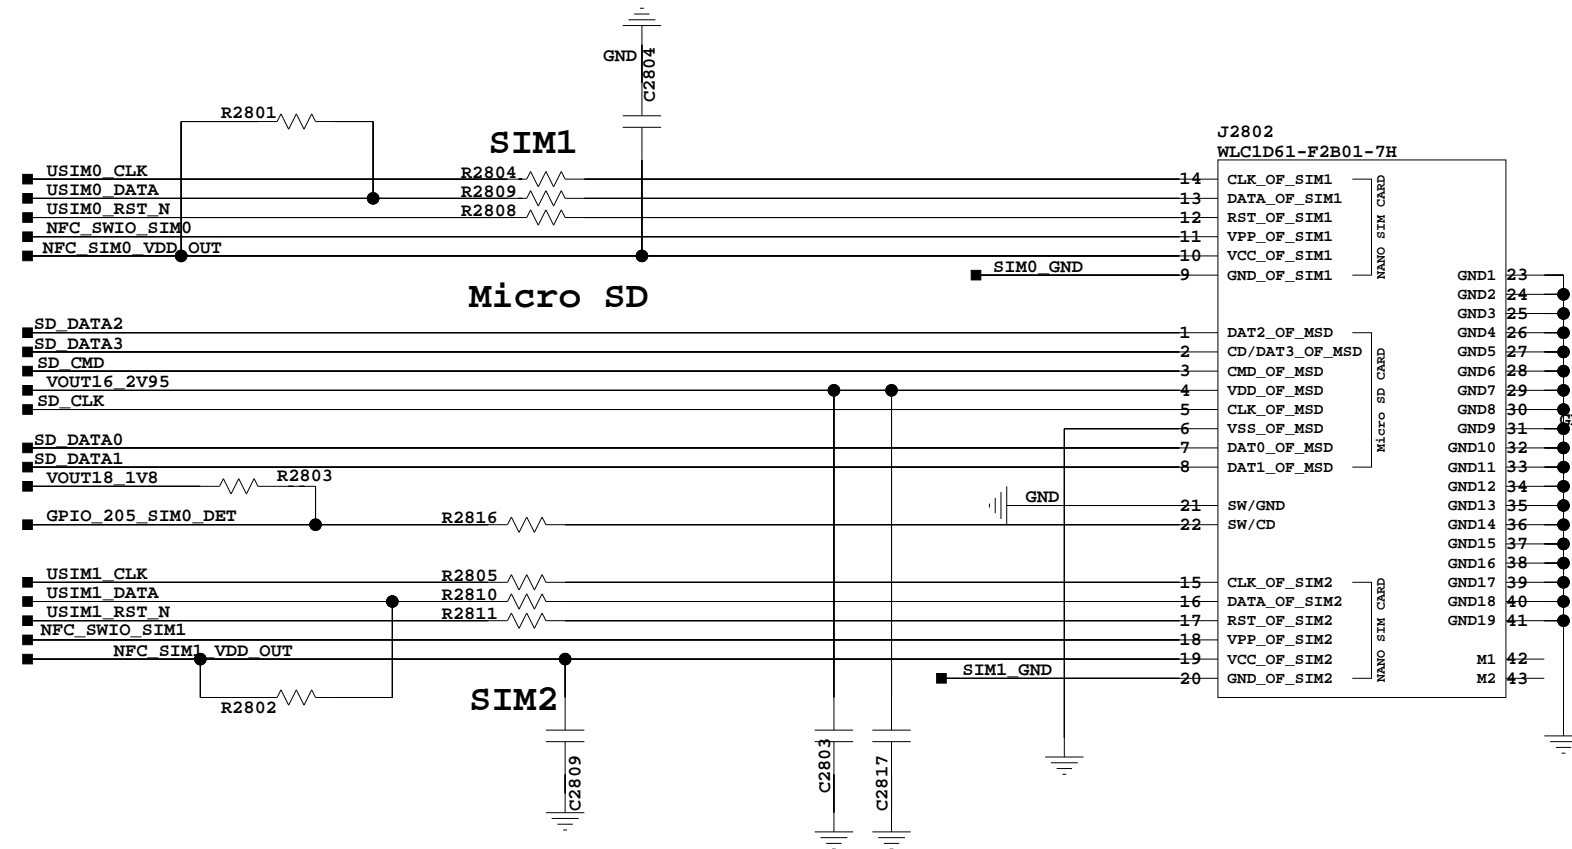 GND
C2804
R2801
SIM1
J2802
WLC1D61-F2B01-7H
USIM0_CLK
R2804
14
CLK_OF_SIM1
USIM0_DATA
R2809
13
DATA_OF_SIM1
USIM0_RST_N
R2808
12
RST_OF_SIM1
NFC_SWIO_SIM0
11
VPP_OF_SIM1
NFC_SIM0_VDD_OUT
10
VCC_OF_SIM1
SIM0_GND
9
GND_OF_SIM1
NANO SIM CARD
GND1
23
Micro SD
GND2
24
GND3
25
SD_DATA2
1
DAT2_OF_MSD
GND4
26
SD_DATA3
2
CD/DAT3_OF_MSD
GND5
27
SD_CMD
3
CMD_OF_MSD
GND6
28
VOUT16_2V95
4
VDD_OF_MSD
GND7
29
SD_CLK
5
CLK_OF_MSD
GND8
30
6
VSS_OF_MSD
GND9
31
SD_DATA0
7
DAT0_OF_MSD
GND10
32
SD_DATA1
8
DAT1_OF_MSD
Micro SD CARD
GND11
33
VOUT18_1V8
R2803
GND12
34
GND
21
SW/GND
GND13
35
GPIO_205_SIM0_DET
R2816
22
SW/CD
GND14
36
GND15
37
GND16
38
USIM1_CLK
R2805
15
CLK_OF_SIM2
GND17
39
USIM1_DATA
R2810
16
DATA_OF_SIM2
GND18
40
USIM1_RST_N
R2811
17
RST_OF_SIM2
GND19
41
NFC_SWIO_SIM1
18
VPP_OF_SIM2
NFC_SIM1_VDD_OUT
19
VCC_OF_SIM2
M1
42
SIM1_GND
20
GND_OF_SIM2
NANO SIM CARD
M2
43
R2802
SIM2
C2809
C2803
C2817